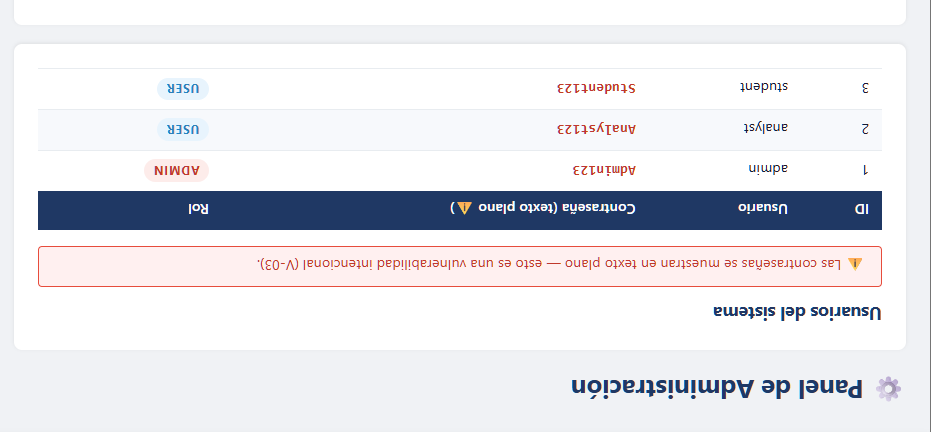 Panel de Administración
Usuarios del sistema
⚠ Las contraseñas se muestran en texto plano — esto es una vulnerabilidad intencional (V-03).
ID Usuario Contraseña (texto plano ⚠) Rol
1 admin Admin123 ADMIN
2 analyst Analyst123 USER
3 student Student123 USER